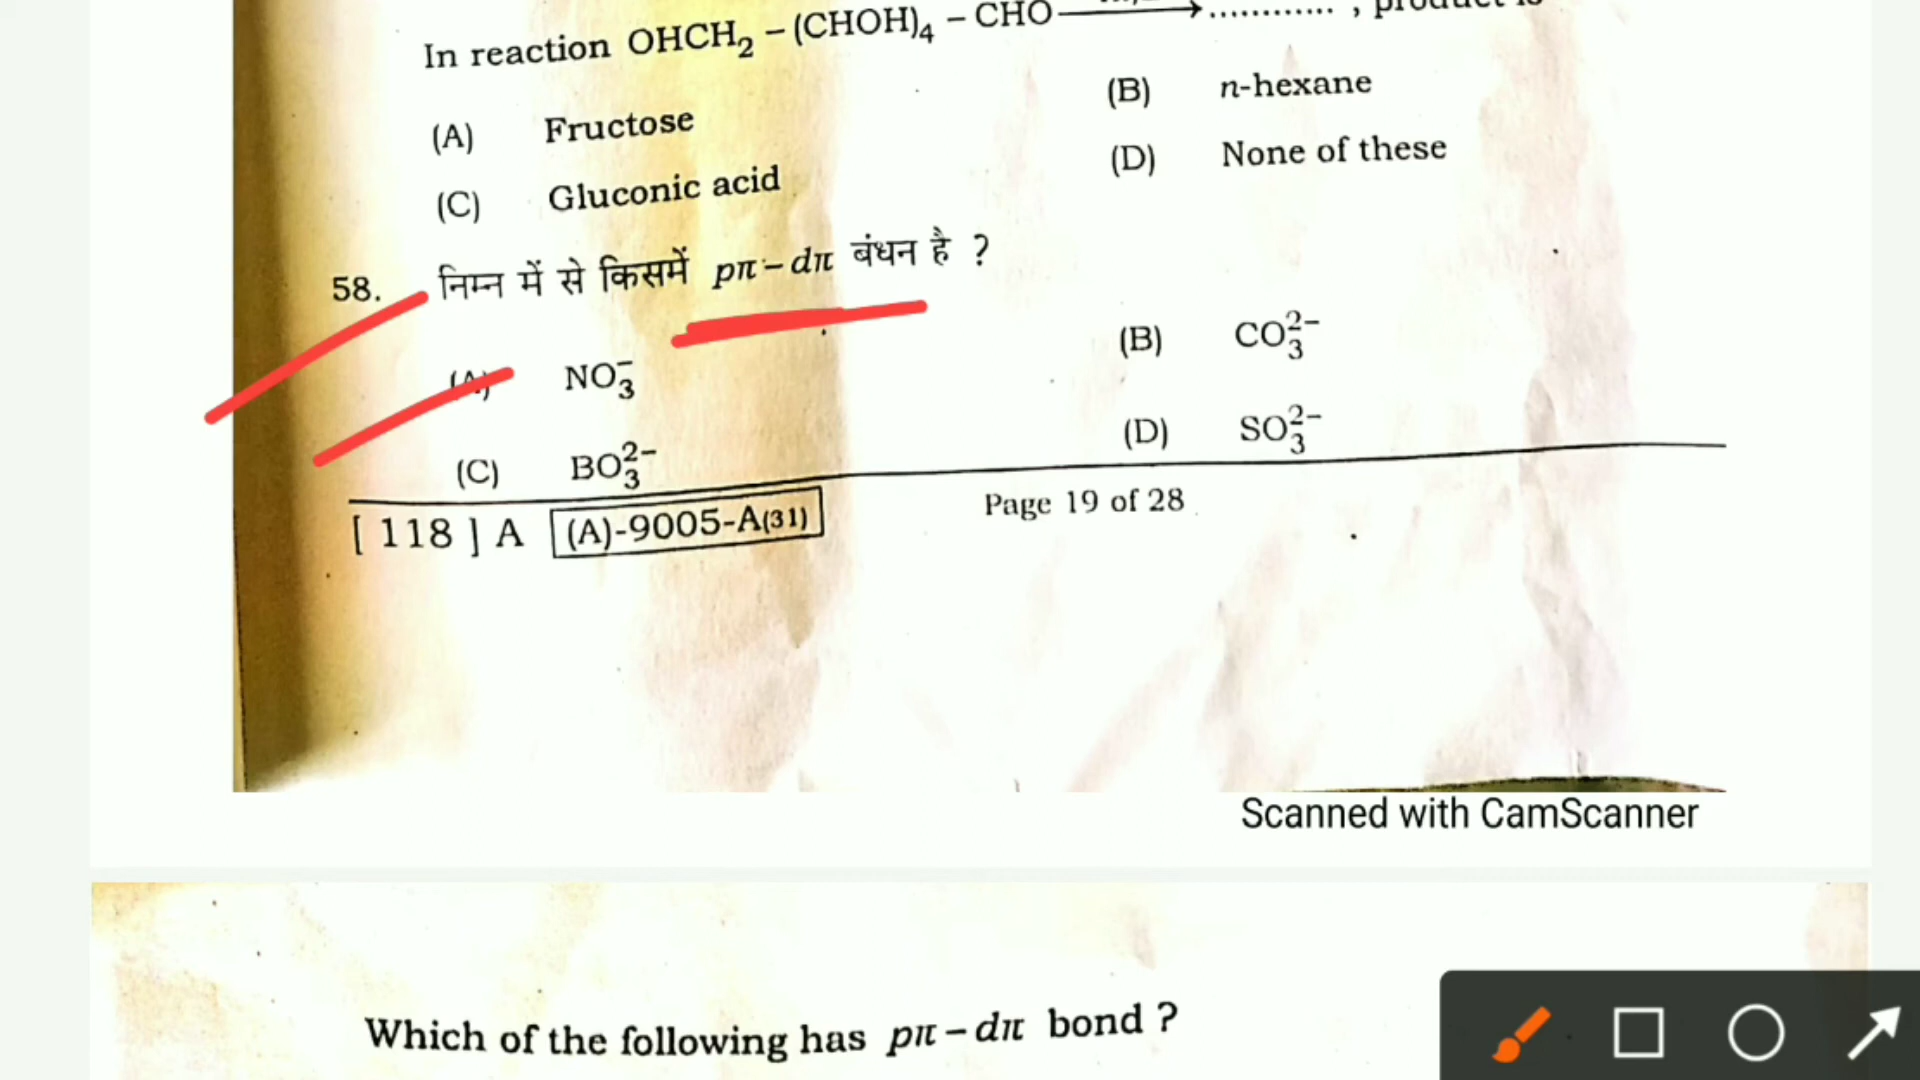 In reaction OHCH₂ – (CHOH)₄ – CHO ⟶ ............ , product is
(A) Fructose (B) n-hexane
(C) Gluconic acid (D) None of these
58. निम्न में से किसमें pπ – dπ बंधन है ?
(A) NO₃⁻ (B) CO₃²⁻
(C) BO₃²⁻ (D) SO₃²⁻
[ 118 ] A (A)-9005-A(31) Page 19 of 28
Scanned with CamScanner
Which of the following has pπ – dπ bond ?